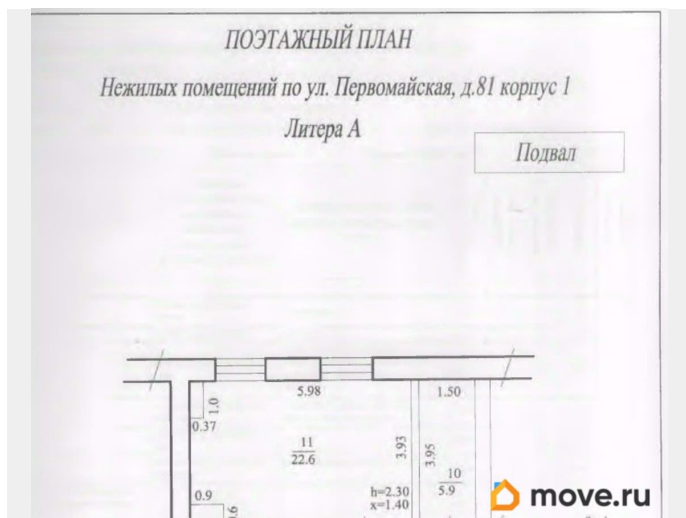 ПОЭТАЖНЫЙ ПЛАН
Нежилых помещений по ул. Первомайская, д.81 корпус 1
Литера А
Подвал
5.98
1.50
1.0
0.37
11
22.6
3.93
3.95
10
5.9
h=2.30
x=1.40
0.9
move.ru